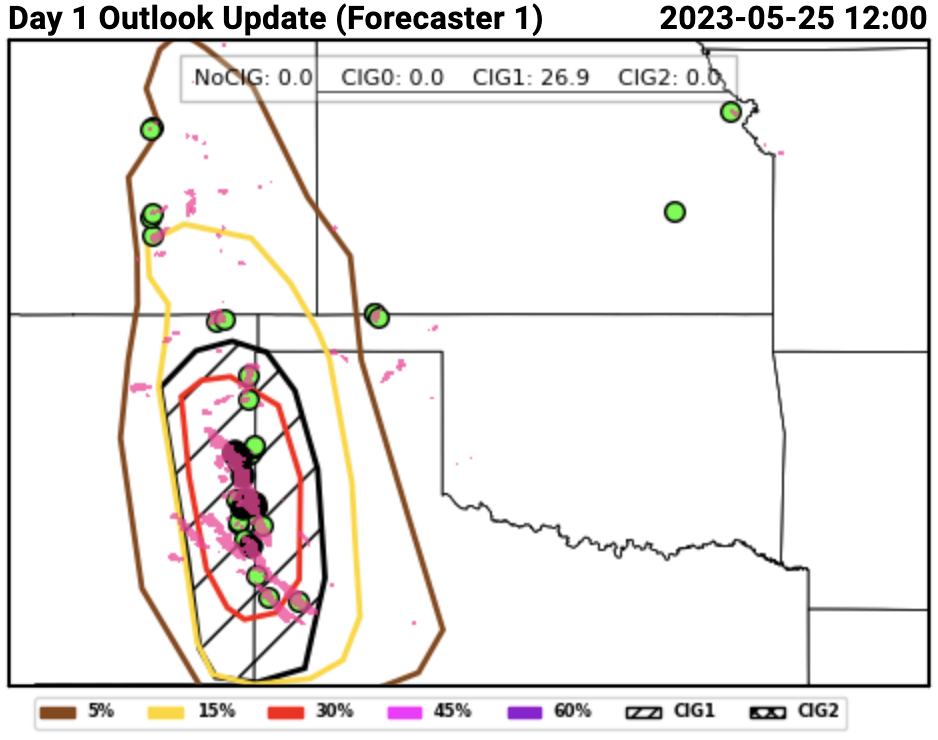 Day 1 Outlook Update (Forecaster 1) 2023-05-25 12:00
NoCIG: 0.0 CIG0: 0.0 CIG1: 26.9 CIG2: 0.0
5% 15% 30% 45% 60% CIG1 CIG2